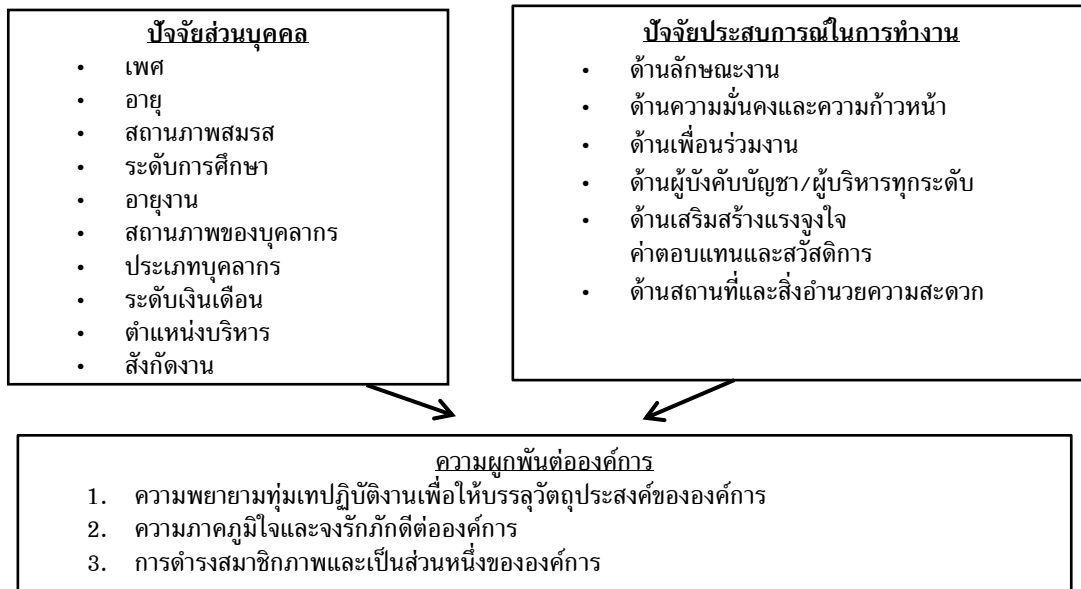 ปัจจัยส่วนบุคคล
• เพศ
• อายุ
• สถานภาพสมรส
• ระดับการศึกษา
• อายุงาน
• สถานภาพของบุคลากร
• ประเภทบุคลากร
• ระดับเงินเดือน
• ตำแหน่งบริหาร
• สังกัดงาน
ปัจจัยประสบการณ์ในการทำงาน
• ด้านลักษณะงาน
• ด้านความมั่นคงและความก้าวหน้า
• ด้านเพื่อนร่วมงาน
• ด้านผู้บังคับบัญชา/ผู้บริหารทุกระดับ
• ด้านเสริมสร้างแรงจูงใจ
ค่าตอบแทนและสวัสดิการ
• ด้านสถานที่และสิ่งอำนวยความสะดวก
ความผูกพันต่อองค์การ
1. ความพยายามทุ่มเทปฏิบัติงานเพื่อให้บรรลุวัตถุประสงค์ขององค์การ
2. ความภาคภูมิใจและจงรักภักดีต่อองค์การ
3. การดำรงสมาชิกภาพและเป็นส่วนหนึ่งขององค์การ